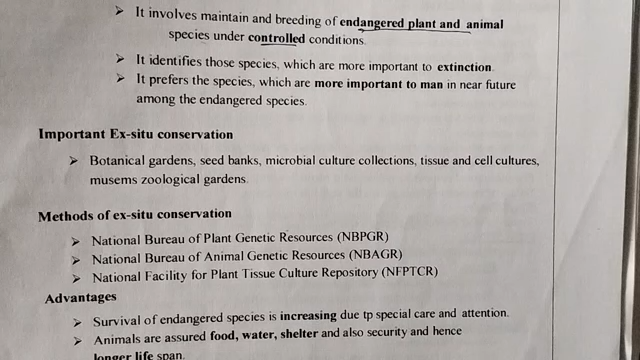 ➢ It involves maintain and breeding of endangered plant and animal
species under controlled conditions.
➢ It identifies those species, which are more important to extinction.
➢ It prefers the species, which are more important to man in near future
among the endangered species.
Important Ex-situ conservation
➢ Botanical gardens, seed banks, microbial culture collections, tissue and cell cultures,
musems zoological gardens.
Methods of ex-situ conservation
➢ National Bureau of Plant Genetic Resources (NBPGR)
➢ National Bureau of Animal Genetic Resources (NBAGR)
➢ National Facility for Plant Tissue Culture Repository (NFPTCR)
Advantages
➢ Survival of endangered species is increasing due tp special care and attention.
➢ Animals are assured food, water, shelter and also security and hence
longer life span.